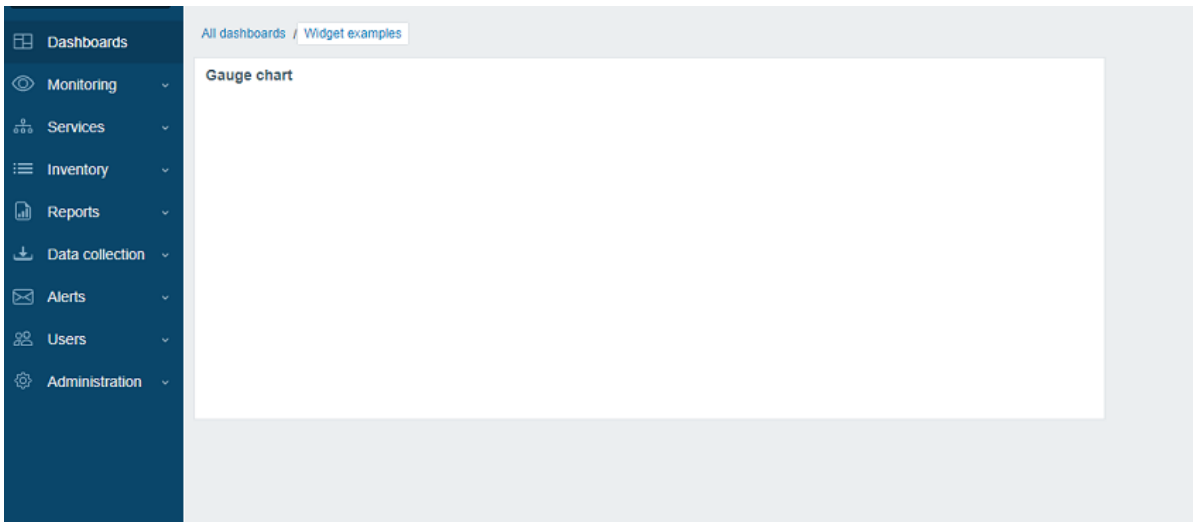 Dashboards
Monitoring
Services
Inventory
Reports
Data collection
Alerts
Users
Administration
All dashboards / Widget examples
Gauge chart